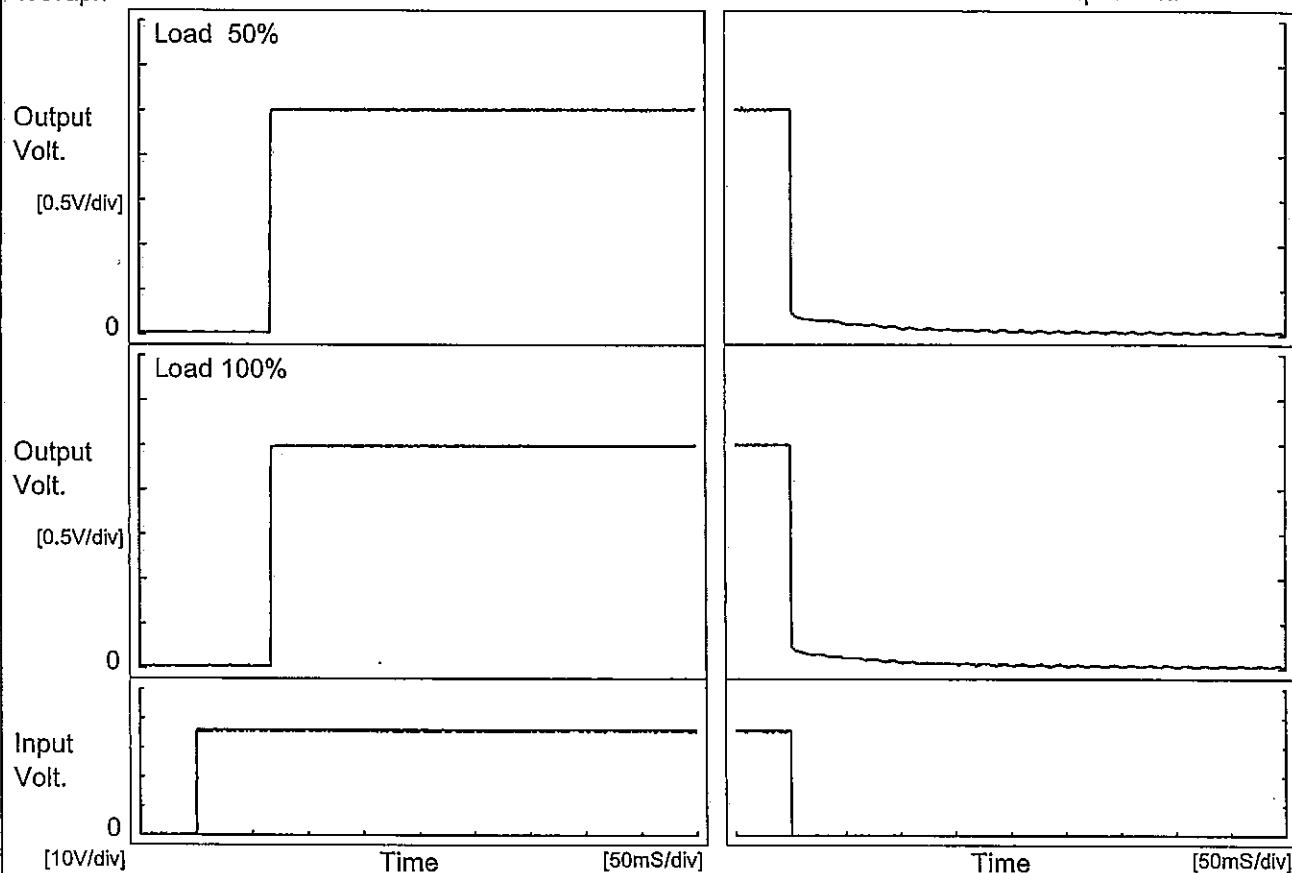 Load 50%
Output
Volt.
[0.5V/div]
0
Load 100%
Output
Volt.
[0.5V/div]
0
Input
Volt.
0
[10V/div]
Time
[50mS/div]
Time
[50mS/div]